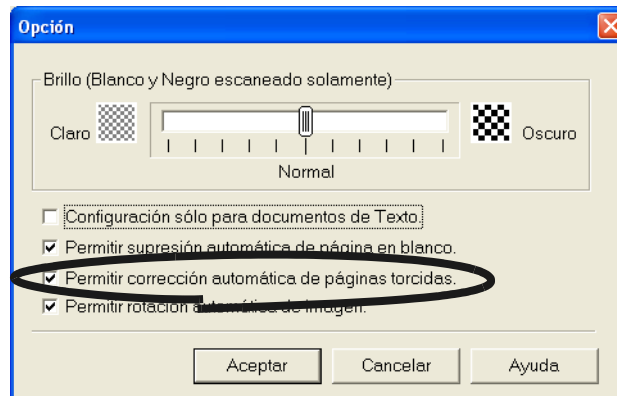 Opción
Brillo (Blanco y Negro escaneado solamente)
Claro
Oscuro
Normal
Configuración sólo para documentos de Texto.
Permitir supresión automática de página en blanco.
Permitir corrección automática de páginas torcidas.
Permitir rotación automática de imagen.
Aceptar Cancelar Ayuda